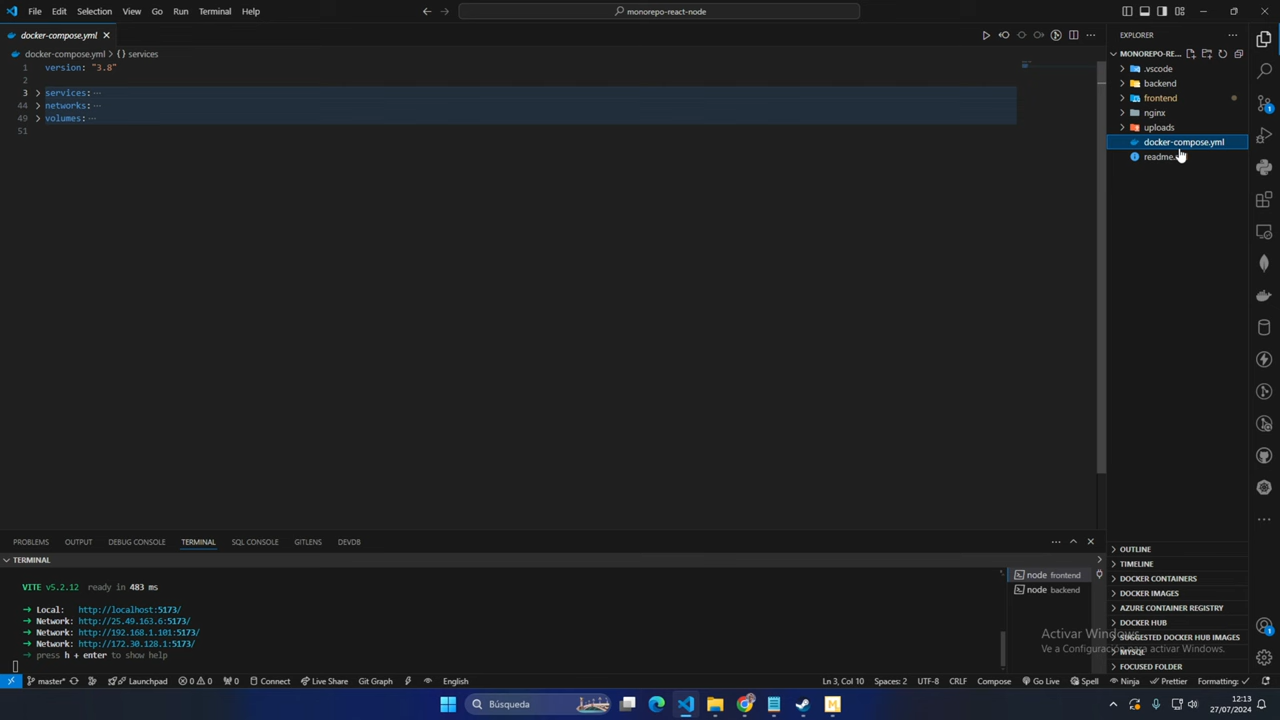 File Edit Selection View Go Run Terminal Help
monorepo-react-node
docker-compose.yml
docker-compose.yml > {} services
1 version: "3.8"
2
3 services: ...
44 networks: ...
49 volumes: ...
51
EXPLORER
MONOREPO-RE...
.vscode
backend
frontend
nginx
uploads
docker-compose.yml
OUTLINE
TIMELINE
DOCKER CONTAINERS
DOCKER IMAGES
AZURE CONTAINER REGISTRY
DOCKER HUB
SUGGESTED DOCKER HUB IMAGES
MYSQL
FOCUSED FOLDER
1
PROBLEMS OUTPUT DEBUG CONSOLE TERMINAL SQL CONSOLE GITLENS DEVDB
TERMINAL
VITE v5.2.12 ready in 483 ms
➜ Local: http://localhost:5173/
➜ Network: http://25.49.163.6:5173/
➜ Network: http://192.168.1.101:5173/
➜ Network: http://172.30.128.1:5173/
➜ press h + enter to show help
node frontend
node backend
Activar Windows
Ve a Configuración para activar Windows.
master* Launchpad 0 0 0 Connect Live Share Git Graph English
Ln 3, Col 10 Spaces: 2 UTF-8 CRLF Compose Go Live Spell Ninja Prettier Formatting: ✓
Búsqueda
12:13
27/07/2024